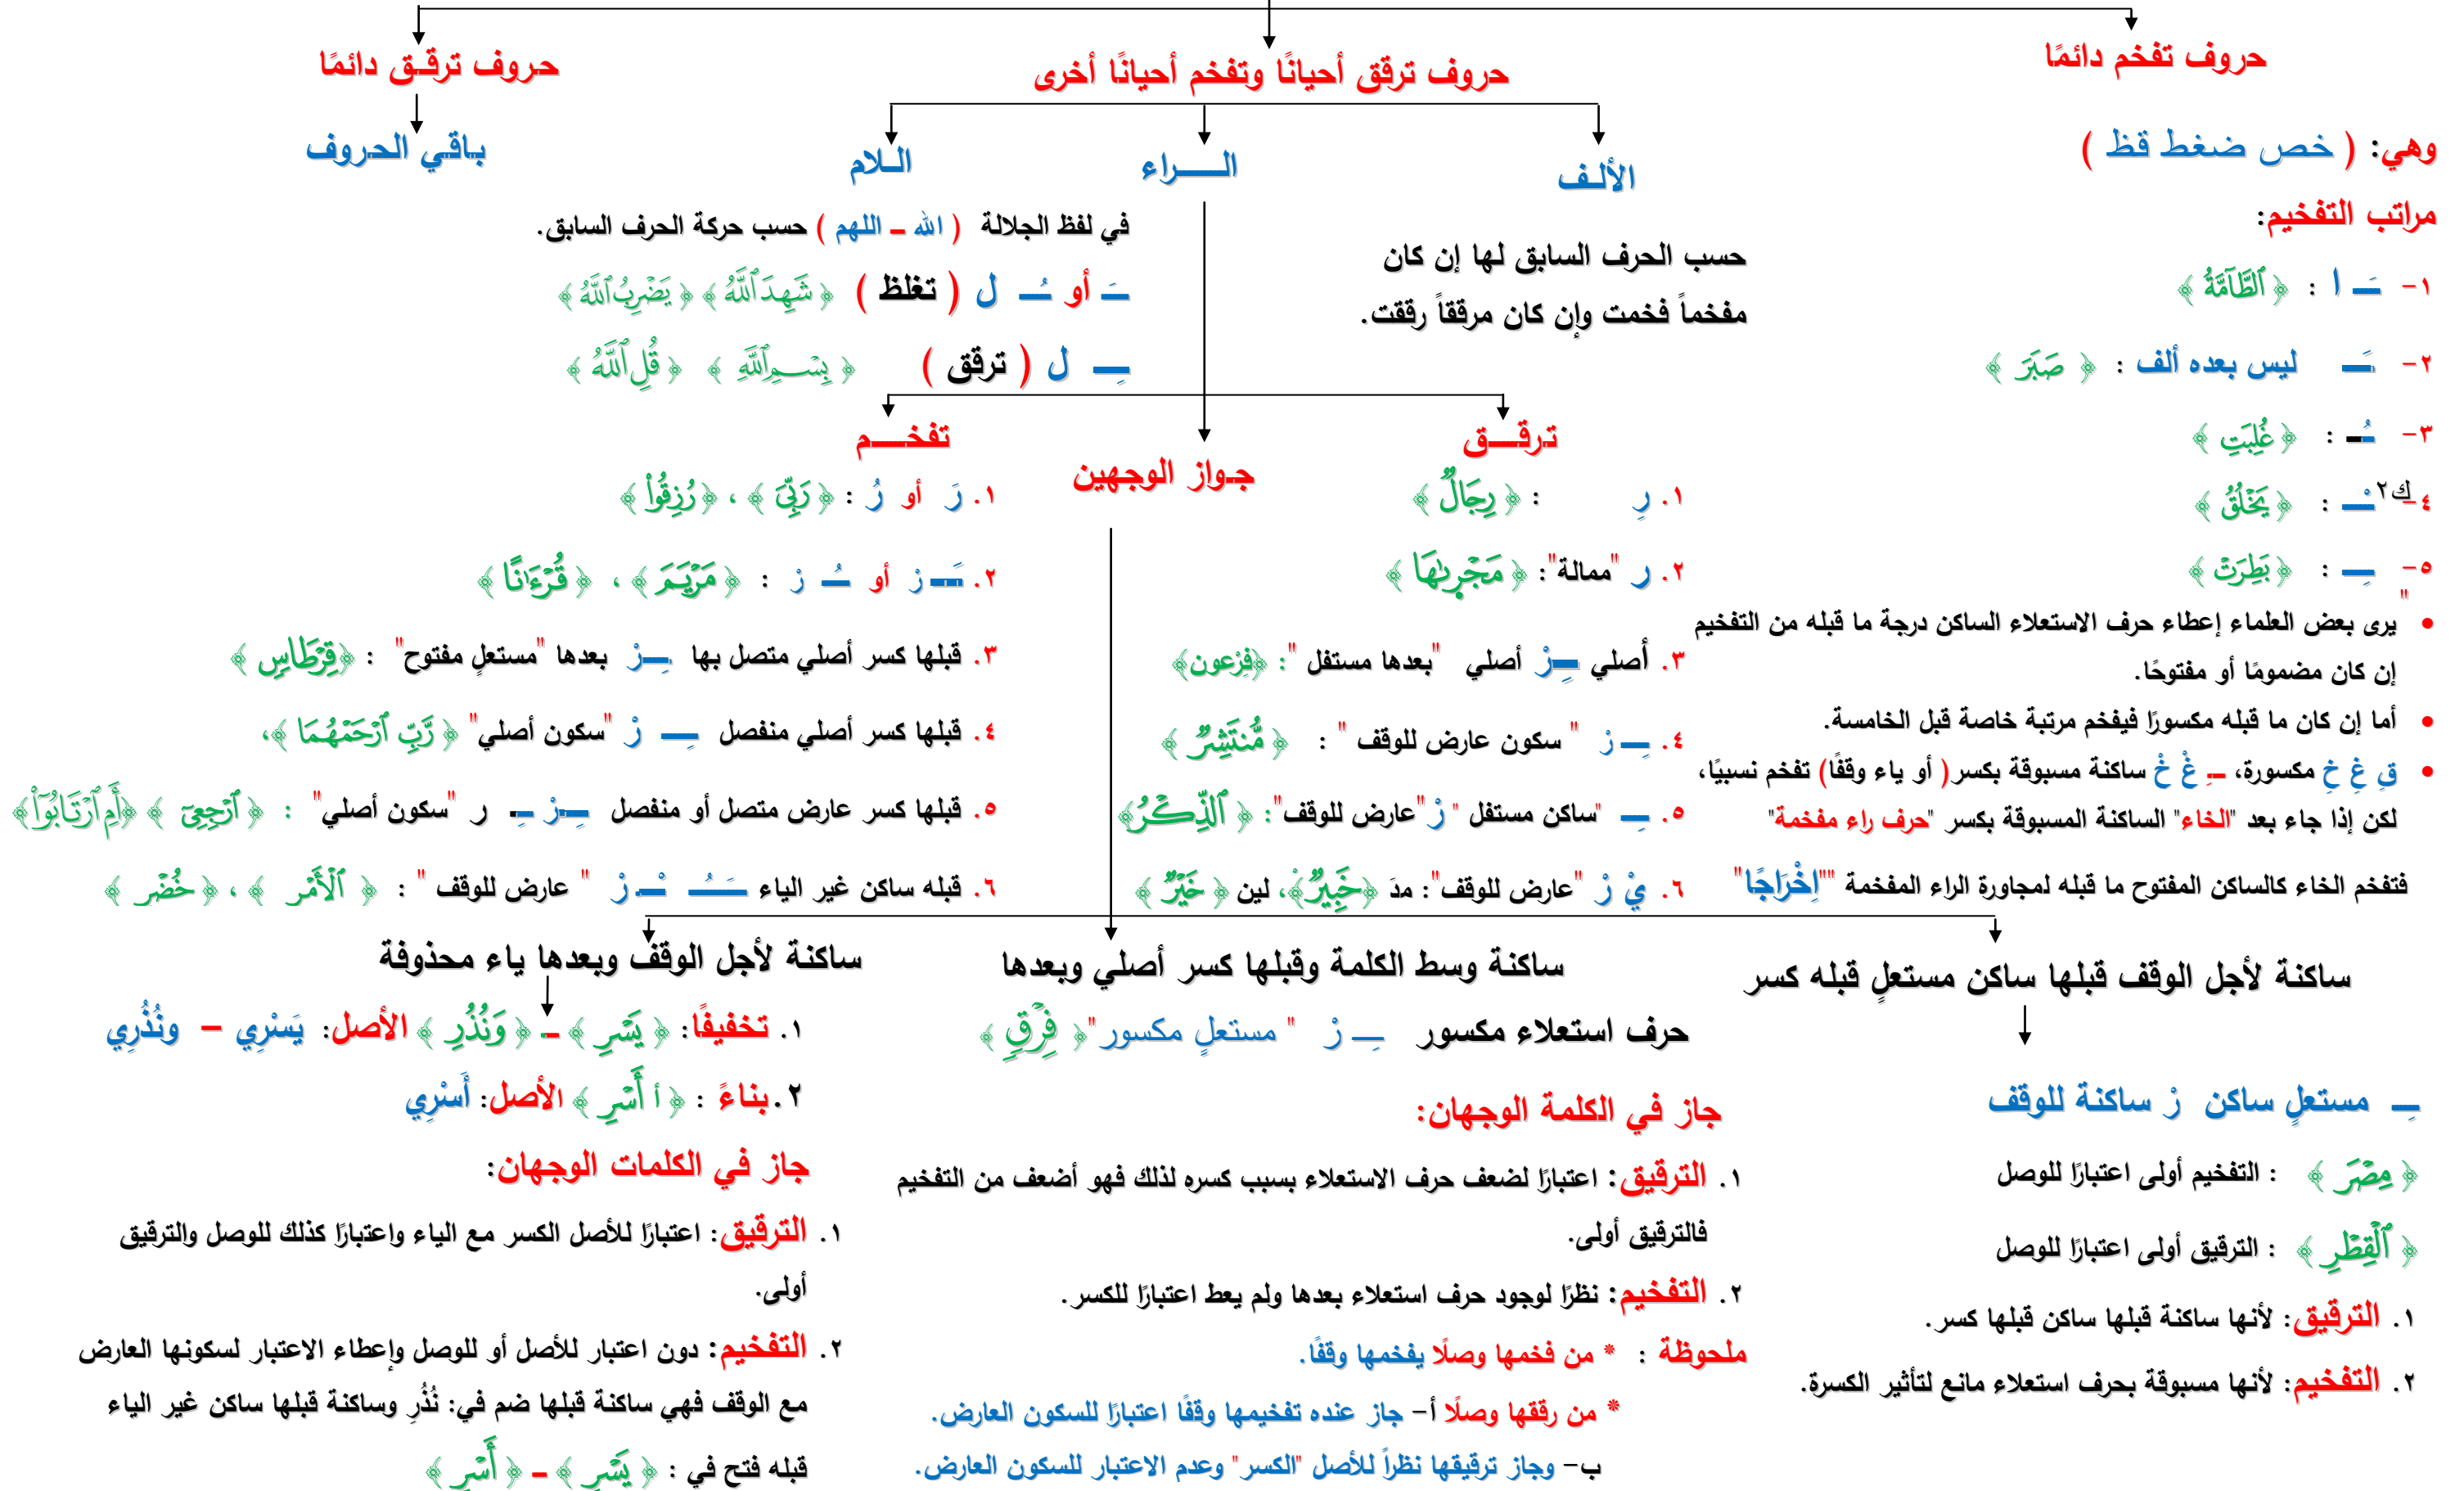 حروف تفخم دائمًا
حروف ترقق أحيانًا وتفخم أحيانًا أخرى
حروف ترقق دائمًا
وهي: ( خص ضغط قظ )
مراتب التفخيم:
١- ـَـ ا : ﴿ ٱلطَّآمَّةُ ﴾
٢- ـَـ ليس بعده ألف : ﴿ صَبَرَ ﴾
٣- ـُـ : ﴿ غُلِبَتِ ﴾
٤- ـْـ ك٢ : ﴿ يَخْلُقُ ﴾
٥- ـِـ : ﴿ بَطِرَتْ ﴾
"
• يرى بعض العلماء إعطاء حرف الاستعلاء الساكن درجة ما قبله من التفخيم
إن كان مضمومًا أو مفتوحًا.
• أما إن كان ما قبله مكسورًا فيفخم مرتبة خاصة قبل الخامسة.
• قِ غِ خِ مكسورة، ـِ غْ خْ ساكنة مسبوقة بكسر( أو ياء وقفًا) تفخم نسبيًا،
لكن إذا جاء بعد "الخاء" الساكنة المسبوقة بكسر "حرف راء مفخمة"
فتفخم الخاء كالساكن المفتوح ما قبله لمجاورة الراء المفخمة ""إِخْرَاجًا"
الألـف
حسب الحرف السابق لها إن كان
مفخماً فخمت وإن كان مرققاً رققت.
الـــــراء
الـلام
في لفظ الجلالة ( الله – اللهم ) حسب حركة الحرف السابق.
ـَـ أو ـُـ ل ( تغلظ ) ﴿ شَهِدَ ٱللَّهُ ﴾ ﴿ يَضْرِبُ ٱللَّهُ ﴾
ـِـ ل ( ترقق ) ﴿ بِسْمِ ٱللَّهِ ﴾ ﴿ قُلِ ٱللَّهُ ﴾
باقي الحروف
ترقــــق
١. رِ : ﴿ رِجَالٌ ﴾
٢. ر "ممالة": ﴿ مَجْر۪ىٰهَا ﴾
٣. أصلي ـِـرْ أصلي "بعدها مستفل ": ﴿فِرْعون﴾
٤. ـِـ رْ " سكون عارض للوقف " : ﴿ مُّنتَشِرٌ ﴾
٥. ـِـ "ساكن مستفل " رْ "عارض للوقف": ﴿ ٱلذِّكْرُ﴾
٦. يْ رْ "عارض للوقف": مدَ ﴿خَبِيرٌ﴾، لين ﴿ خَيْرٌ ﴾
جـواز الوجهين
تفخــــم
١. رَ أو رُ : ﴿ رَبِّىَ ﴾ ، ﴿ رُزِقُوا۟ ﴾
٢. ـَـ رْ أو ـُـ رْ : ﴿ مَرْيَمَ ﴾ ، ﴿ قُرْءَٰنًا ﴾
٣. قبلها كسر أصلي متصل بها ـِـرْ بعدها "مستعلٍ مفتوح" : ﴿قِرْطَاسٍ ﴾
٤. قبلها كسر أصلي منفصل ـِـ رْ "سكون أصلي" ﴿ رَّبِّ ٱرْحَمْهُمَا ﴾،
٥. قبلها كسر عارض متصل أو منفصل ـِـرْ ـِـ ر "سكون أصلي" : ﴿ ٱرْجِعِىٓ ﴾ ﴿أَمِ ٱرْتَابُوٓا۟﴾
٦. قبله ساكن غير الياء ـَـُـ ـْـ رْ " عارض للوقف " : ﴿ ٱلْأَمْرِ ﴾ ، ﴿ خُضْرٍ ﴾
ساكنة لأجل الوقف قبلها ساكن مستعلٍ قبله كسر
ـِـ مستعلٍ ساكن رْ ساكنة للوقف
﴿ مِصْرَ ﴾ : التفخيم أولى اعتبارًا للوصل
﴿ ٱلْقِطْرِ ﴾ : الترقيق أولى اعتبارًا للوصل
١. الترقيق: لأنها ساكنة قبلها ساكن قبلها كسر.
٢. التفخيم: لأنها مسبوقة بحرف استعلاء مانع لتأثير الكسرة.
ساكنة وسط الكلمة وقبلها كسر أصلي وبعدها
حرف استعلاء مكسور ـِـ رْ " مستعلٍ مكسور"﴿ فِرْقٍ ﴾
جاز في الكلمة الوجهان:
١. الترقيق: اعتبارًا لضعف حرف الاستعلاء بسبب كسره لذلك فهو أضعف من التفخيم
فالترقيق أولى.
٢. التفخيم: نظرًا لوجود حرف استعلاء بعدها ولم يعط اعتبارًا للكسر.
ملحوظة : * من فخمها وصلًا يفخمها وقفًا.
* من رققها وصلًا أ– جاز عنده تفخيمها وقفًا اعتبارًا للسكون العارض.
ب– وجاز ترقيقها نظراً للأصل "الكسر" وعدم الاعتبار للسكون العارض.
ساكنة لأجل الوقف وبعدها ياء محذوفة
١. تخفيفًا: ﴿ يَسْرِ ﴾ – ﴿ وَنُذُرِ ﴾ الأصل: يَسْرِي – ونُذُرِي
٢.بناءً : ﴿ أ أَسْرِ ﴾ الأصل: أَسْرِي
جاز في الكلمات الوجهان:
١. الترقيق: اعتبارًا للأصل الكسر مع الياء واعتبارًا كذلك للوصل والترقيق
أولى.
٢. التفخيم: دون اعتبار للأصل أو للوصل وإعطاء الاعتبار لسكونها العارض
مع الوقف فهي ساكنة قبلها ضم في: نُذُرِ وساكنة قبلها ساكن غير الياء
قبله فتح في : ﴿ يَسْرِ ﴾ – ﴿ أَسْرِ ﴾